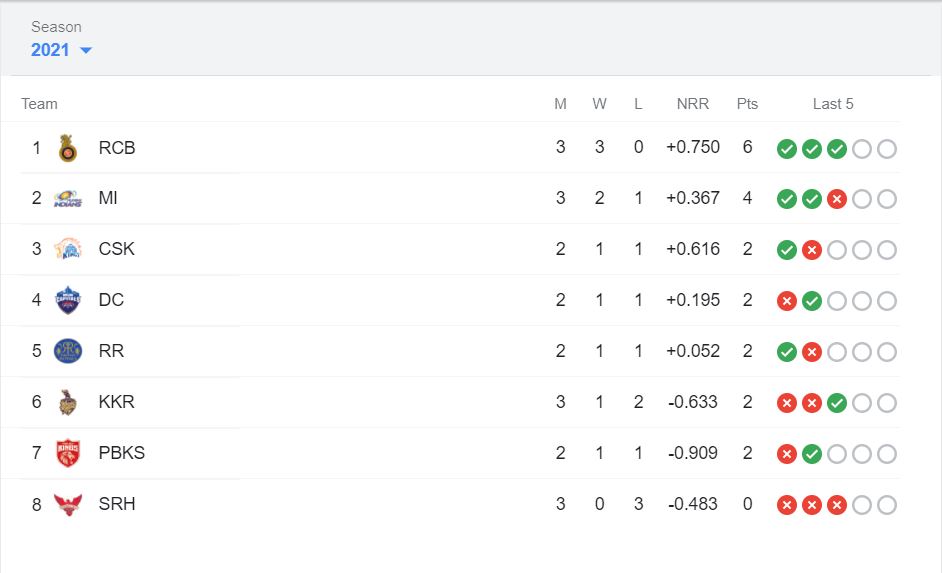 Season
2021
Team M W L NRR Pts Last 5
1 RCB 3 3 0 +0.750 6
2 INDIANS MI 3 2 1 +0.367 4
3 CSK 2 1 1 +0.616 2
4 CAPITALS DC 2 1 1 +0.195 2
5 RR 2 1 1 +0.052 2
6 KKR 3 1 2 -0.633 2
7 KINGS PBKS 2 1 1 -0.909 2
8 SRH 3 0 3 -0.483 0